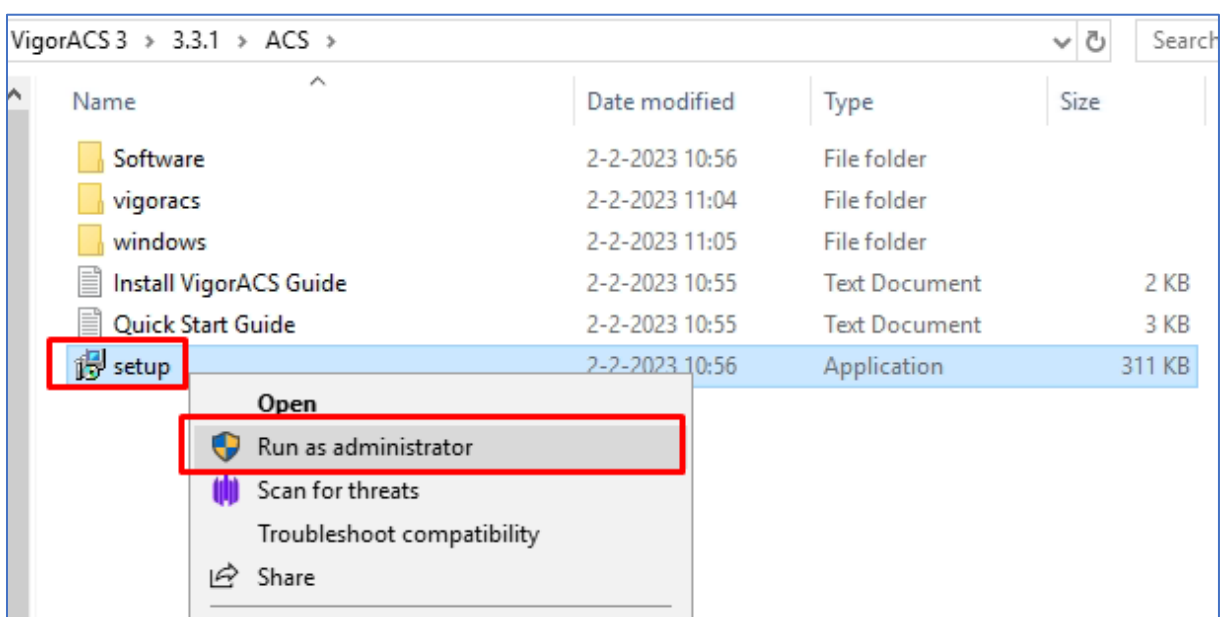 VigorACS 3 > 3.3.1 > ACS >
Search
Name Date modified Type Size
Software 2-2-2023 10:56 File folder
vigoracs 2-2-2023 11:04 File folder
windows 2-2-2023 11:05 File folder
Install VigorACS Guide 2-2-2023 10:55 Text Document 2 KB
Quick Start Guide 2-2-2023 10:55 Text Document 3 KB
setup 2-2-2023 10:56 Application 311 KB
Open
Run as administrator
Scan for threats
Troubleshoot compatibility
Share